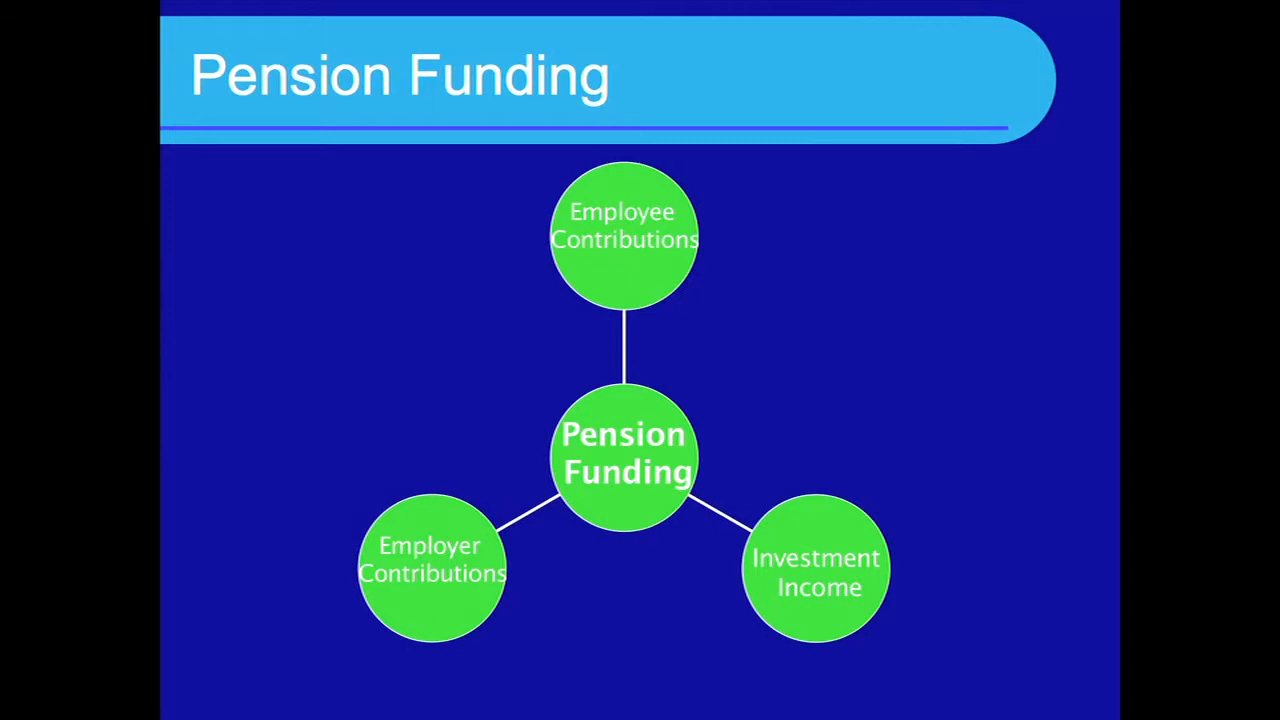 Pension Funding
Employee
Contributions
Pension
Funding
Employer
Contributions
Investment
Income